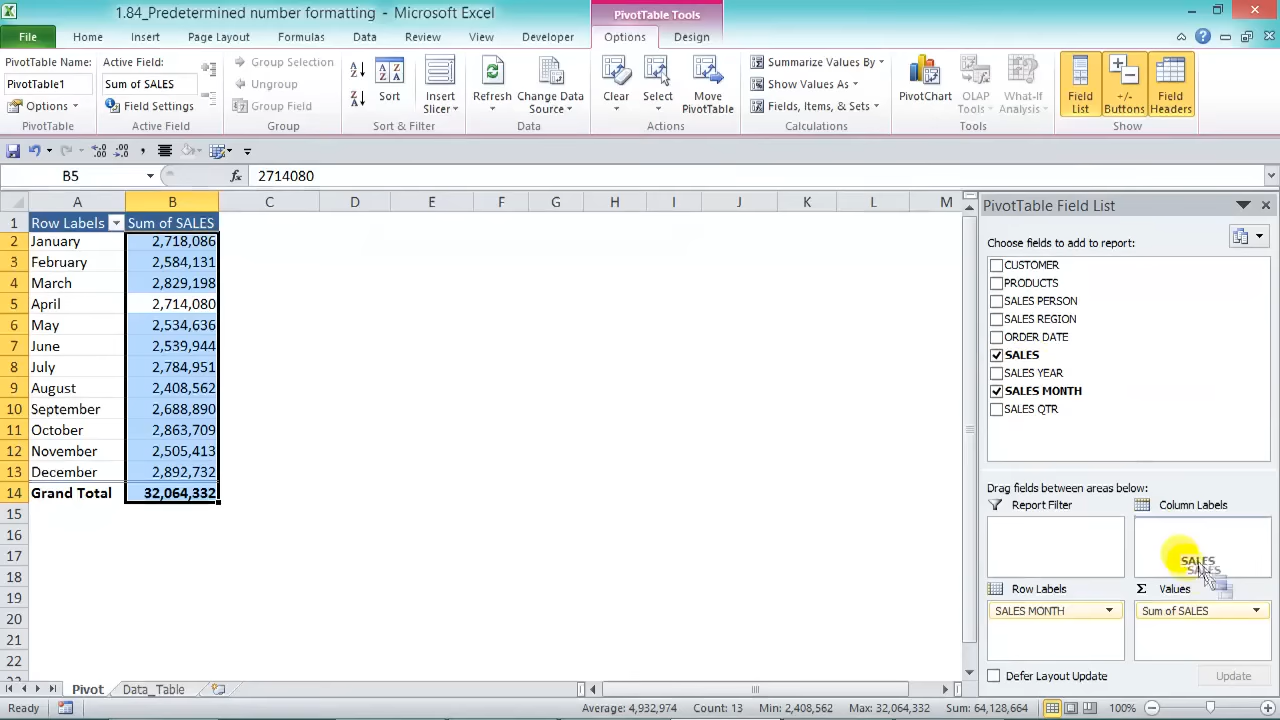 1.84_Predetermined number formatting - Microsoft Excel
PivotTable Tools
File Home Insert Page Layout Formulas Data Review View Developer Options Design
PivotTable Name:
PivotTable1
Options
PivotTable
Active Field:
Sum of SALES
Field Settings
Active Field
Group Selection
Ungroup
Group Field
Group
Sort
Insert Slicer
Sort & Filter
Refresh
Change Data Source
Data
Clear
Select
Move PivotTable
Actions
Summarize Values By
Show Values As
Fields, Items, & Sets
Calculations
PivotChart
OLAP Tools
What-If Analysis
Tools
Field List
+/- Buttons
Field Headers
Show
B5 fx 2714080
A B C D E F G H I J K L M
1 Row Labels Sum of SALES
2 January 2,718,086
3 February 2,584,131
4 March 2,829,198
5 April 2,714,080
6 May 2,534,636
7 June 2,539,944
8 July 2,784,951
9 August 2,408,562
10 September 2,688,890
11 October 2,863,709
12 November 2,505,413
13 December 2,892,732
14 Grand Total 32,064,332
15
16
17
18
19
20
21
22
PivotTable Field List
Choose fields to add to report:
CUSTOMER
PRODUCTS
SALES PERSON
SALES REGION
ORDER DATE
SALES
SALES YEAR
SALES MONTH
SALES QTR
Drag fields between areas below:
Report Filter
Column Labels
SALES
SALES
Row Labels
Σ Values
SALES MONTH
Sum of SALES
Defer Layout Update
Update
Pivot Data_Table
Ready Average: 4,932,974 Count: 13 Min: 2,408,562 Max: 32,064,332 Sum: 64,128,664 100%